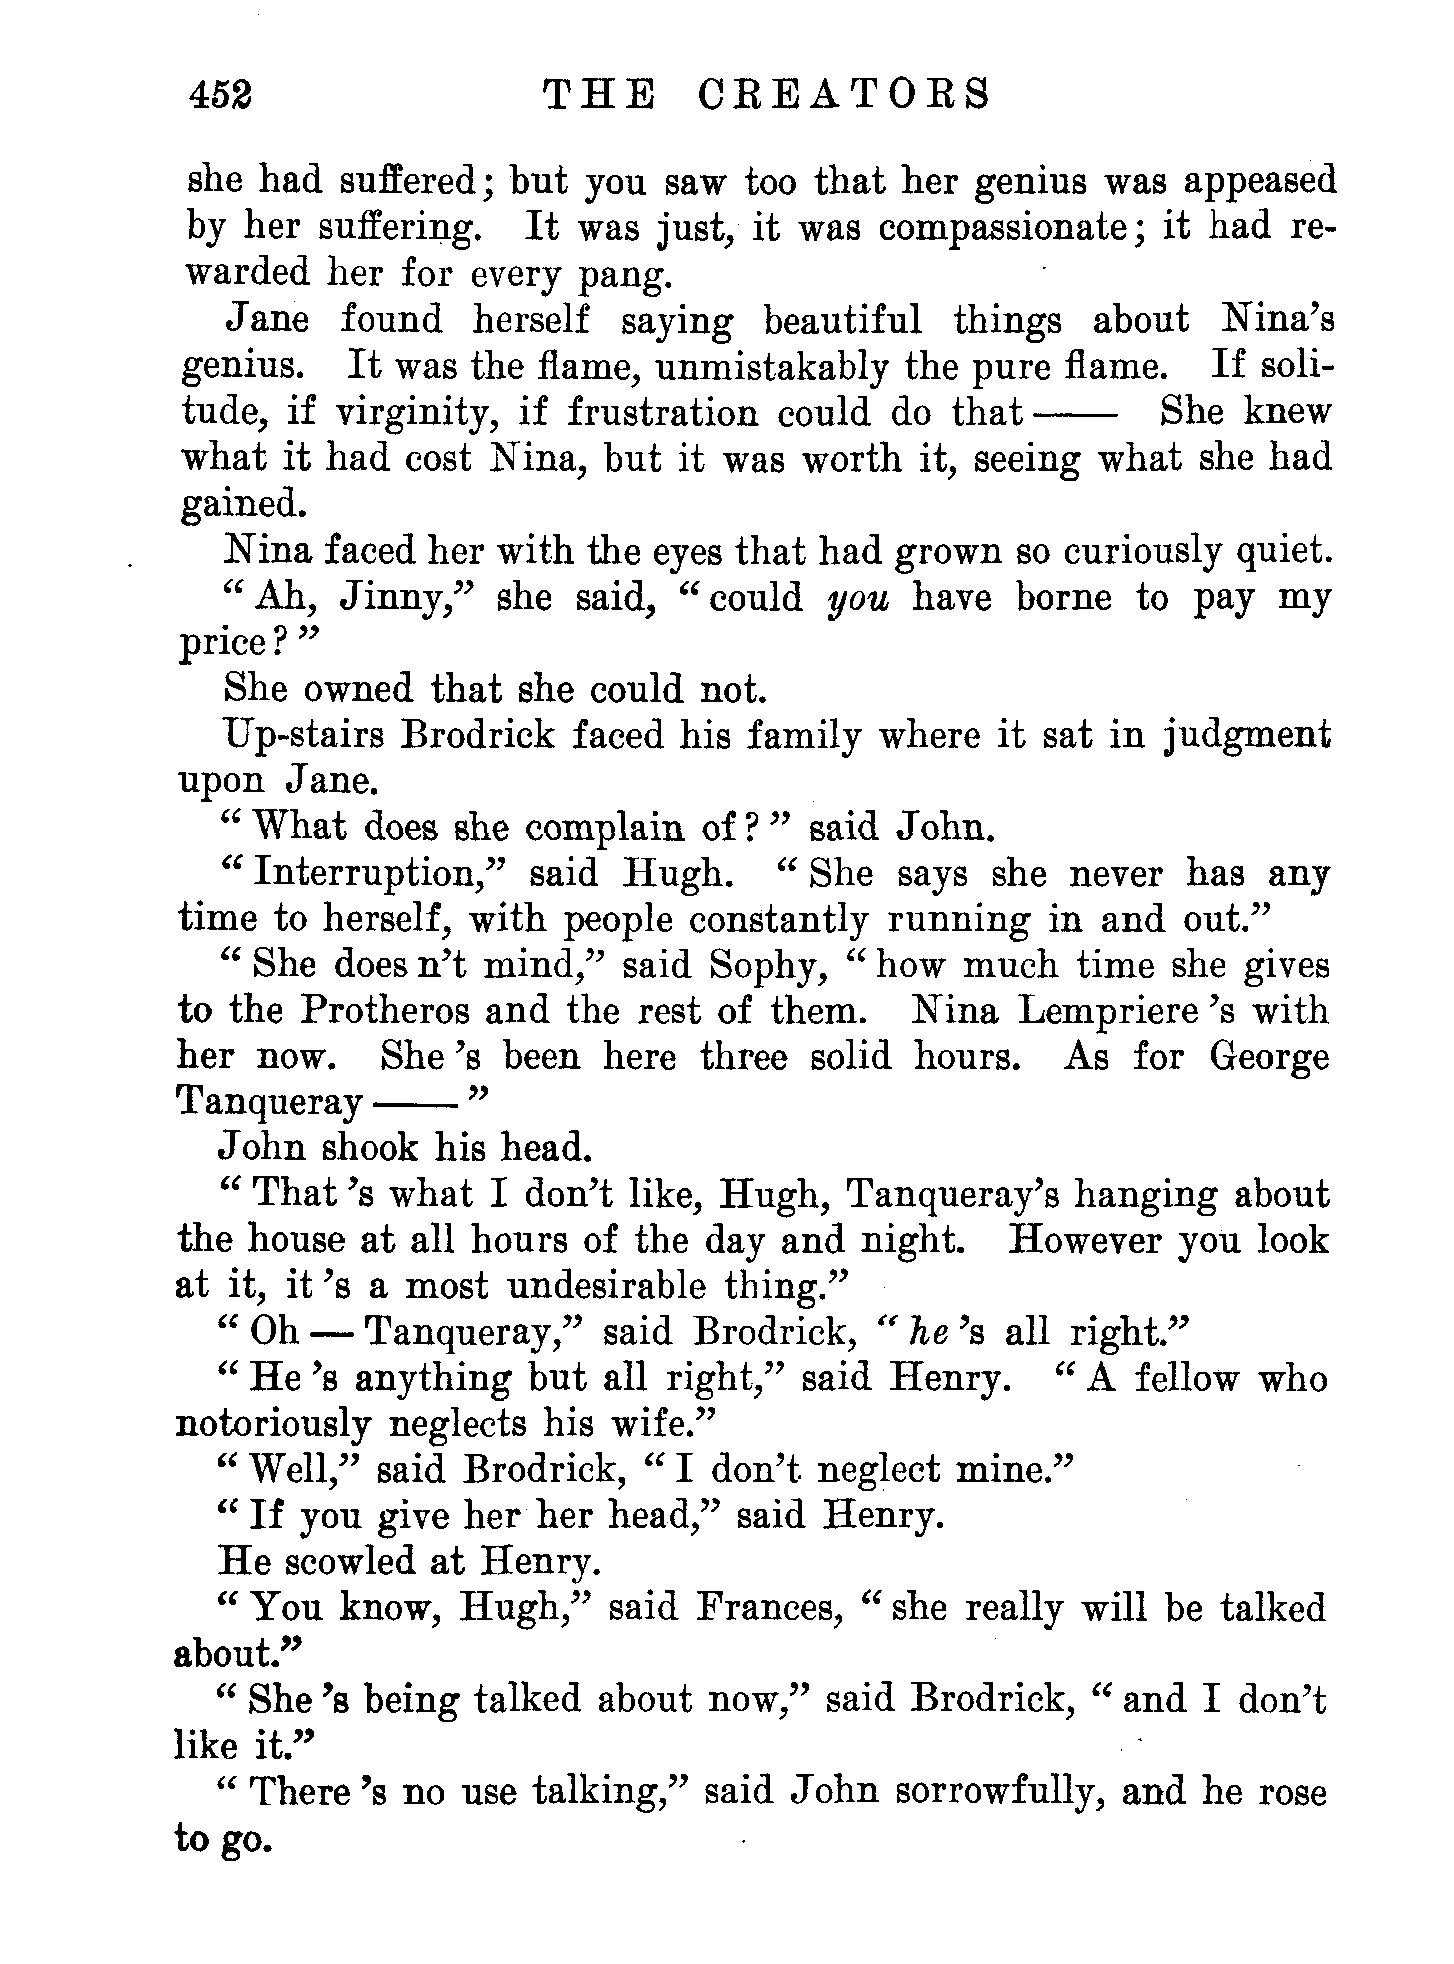 452 THE CREATORS
she had suffered; but you saw too that her genius was appeased
by her suffering. It was just, it was compassionate; it had re-
warded her for every pang.
Jane found herself saying beautiful things about Nina's
genius. It was the flame, unmistakably the pure flame. If soli-
tude, if virginity, if frustration could do that —— She knew
what it had cost Nina, but it was worth it, seeing what she had
gained.
Nina faced her with the eyes that had grown so curiously quiet.
“Ah, Jinny,” she said, “could you have borne to pay my
price?”
She owned that she could not.
Up-stairs Brodrick faced his family where it sat in judgment
upon Jane.
“What does she complain of?” said John.
“Interruption,” said Hugh. “She says she never has any
time to herself, with people constantly running in and out.”
“She does n't mind,” said Sophy, “how much time she gives
to the Protheros and the rest of them. Nina Lempriere 's with
her now. She 's been here three solid hours. As for George
Tanqueray ——”
John shook his head.
“That 's what I don't like, Hugh, Tanqueray's hanging about
the house at all hours of the day and night. However you look
at it, it 's a most undesirable thing.”
“Oh — Tanqueray,” said Brodrick, “he 's all right.”
“He 's anything but all right,” said Henry. “A fellow who
notoriously neglects his wife.”
“Well,” said Brodrick, “I don't neglect mine.”
“If you give her her head,” said Henry.
He scowled at Henry.
“You know, Hugh,” said Frances, “she really will be talked
about.”
“She 's being talked about now,” said Brodrick, “and I don't
like it.”
“There 's no use talking,” said John sorrowfully, and he rose
to go.